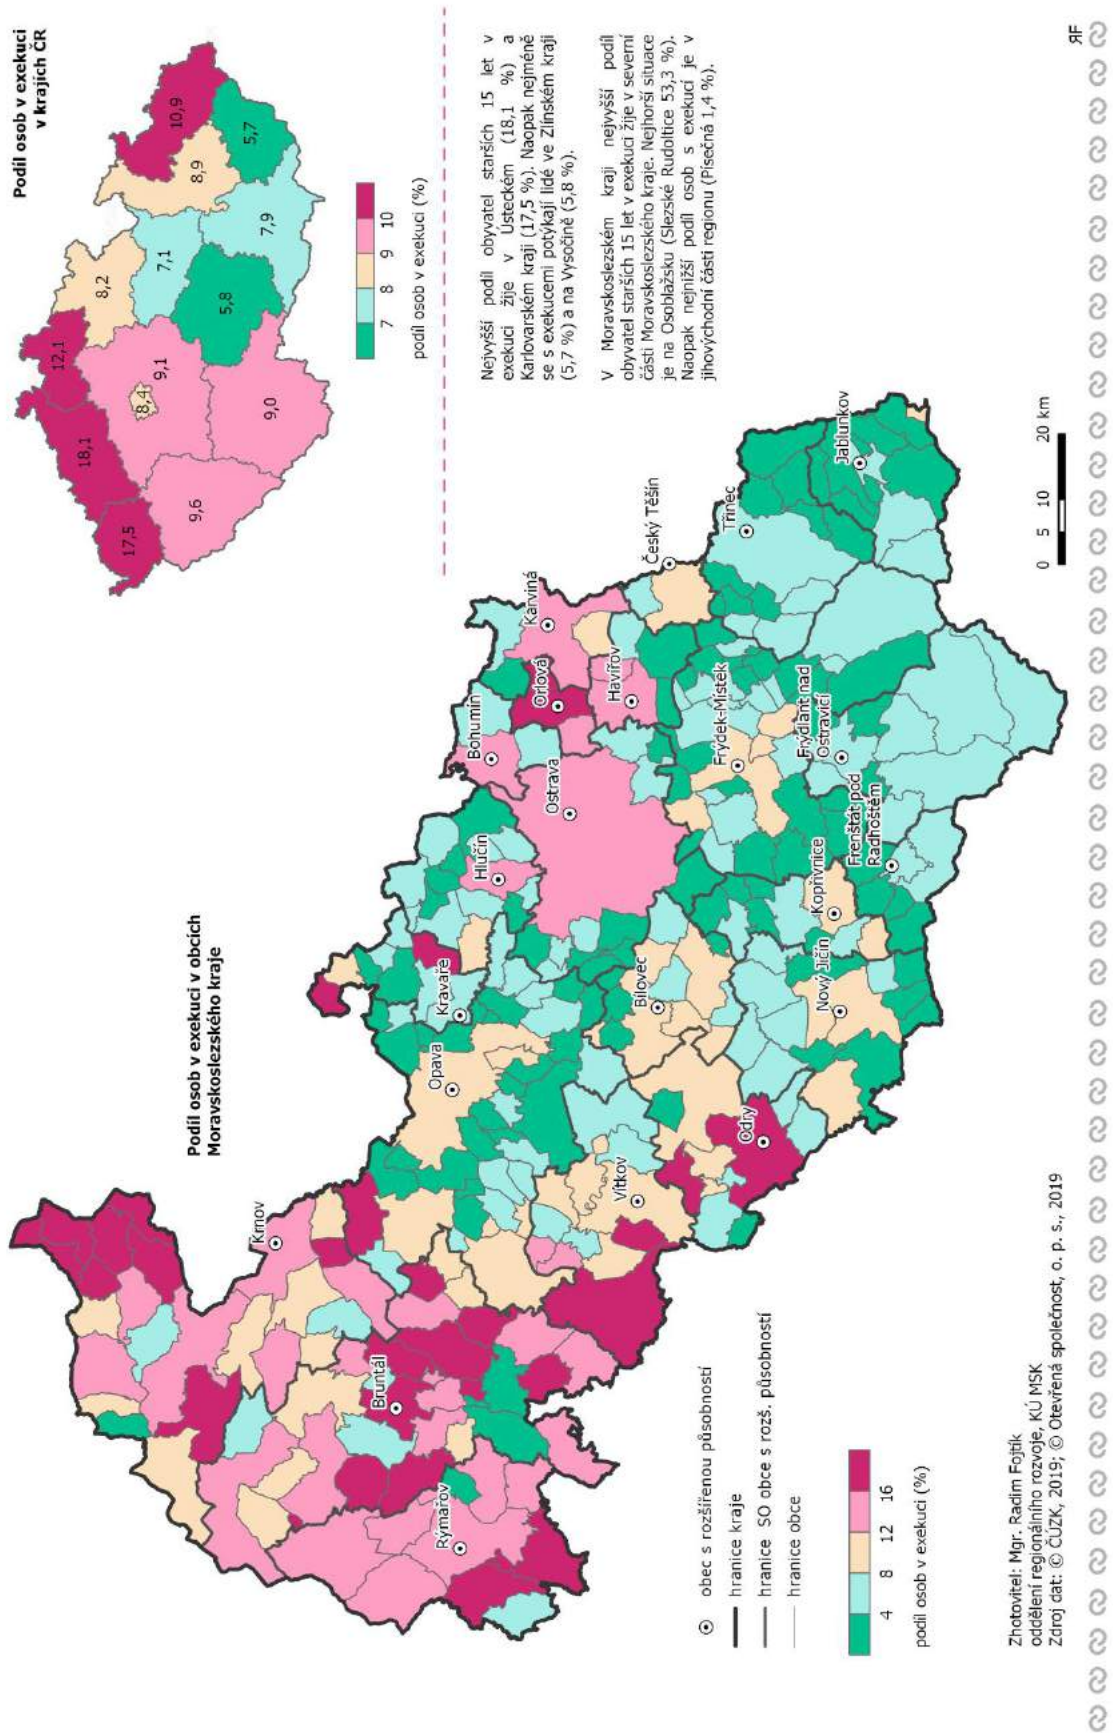 Podíl osob v exekuci v obcích
Moravskoslezského kraje
Podíl osob v exekuci
v krajích ČR
17,5
18,1
12,1
8,2
10,9
9,6
8,4
9,1
7,1
8,9
5,7
9,0
5,8
7,9
7
8
9
10
podíl osob v exekuci (%)
Nejvyšší podíl obyvatel starších 15 let v
exekuci žije v Ústeckém (18,1 %) a
Karlovarském kraji (17,5 %). Naopak nejméně
se s exekucemi potýkají lidé ve Zlínském kraji
(5,7 %) a na Vysočině (5,8 %).
V Moravskoslezském kraji nejvyšší podíl
obyvatel starších 15 let v exekuci žije v severní
části Moravskoslezského kraje. Nejhorší situace
je na Osoblažsku (Slezské Rudoltice 53,3 %).
Naopak nejnižší podíl osob s exekucí je v
jihovýchodní části regionu (Písečná 1,4 %).
Krnov
Bruntál
Rýmařov
Opava
Kravaře
Hlučín
Bohumín
Orlová
Karviná
Ostrava
Havířov
Český Těšín
Vítkov
Bílovec
Odry
Frýdek-Místek
Třinec
Nový Jičín
Kopřivnice
Frýdlant nad
Ostravicí
Frenštát pod
Radhoštěm
Jablunkov
obec s rozšířenou působností
hranice kraje
hranice SO obce s rozš. působností
hranice obce
4
8
12
16
podíl osob v exekuci (%)
0
5
10
20 km
Zhotovitel: Mgr. Radim Fojtík
oddělení regionálního rozvoje, KÚ MSK
Zdroj dat: © ČÚZK, 2019; © Otevřená společnost, o. p. s., 2019
ЯF